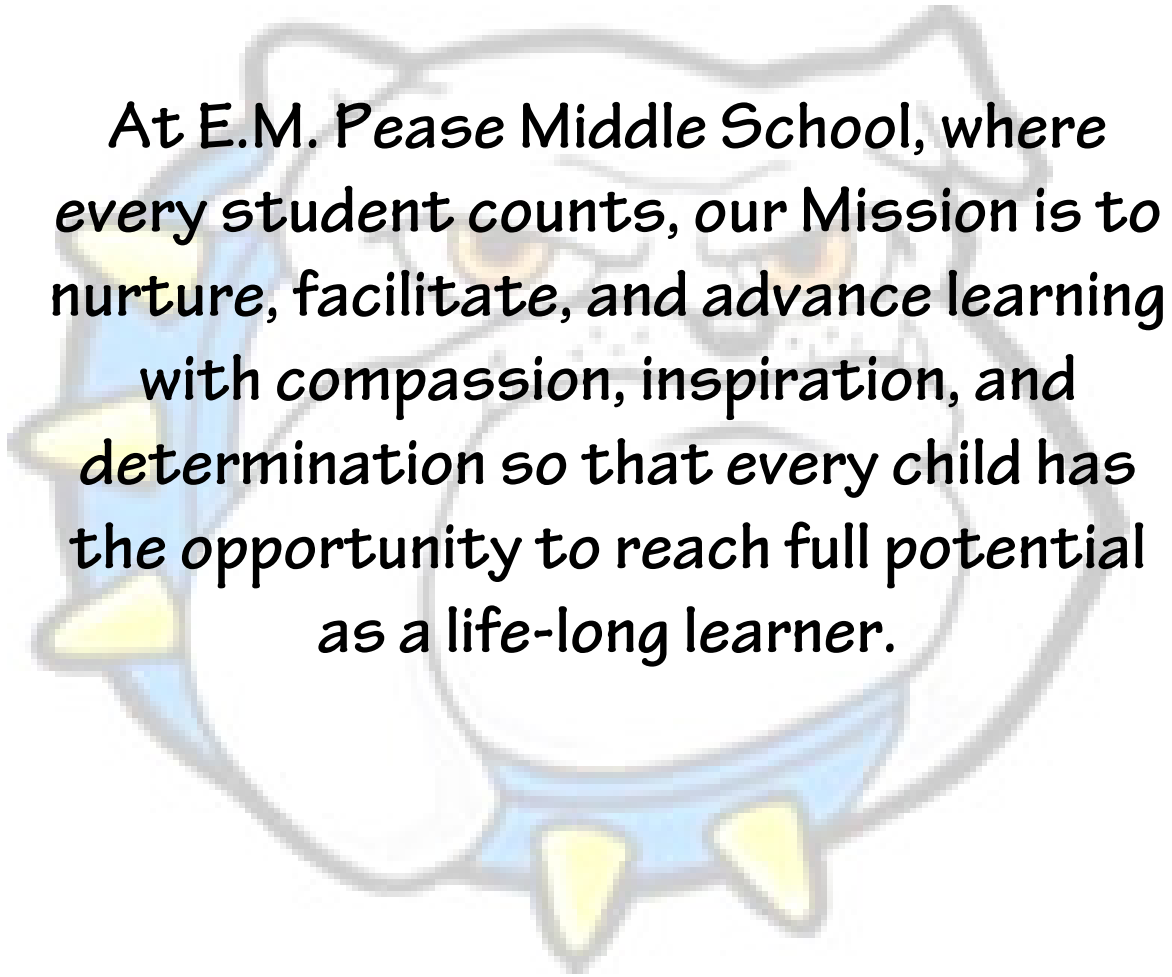 At E.M. Pease Middle School, where
every student counts, our Mission is to
nurture, facilitate, and advance learning
with compassion, inspiration, and
determination so that every child has
the opportunity to reach full potential
as a life-long learner.